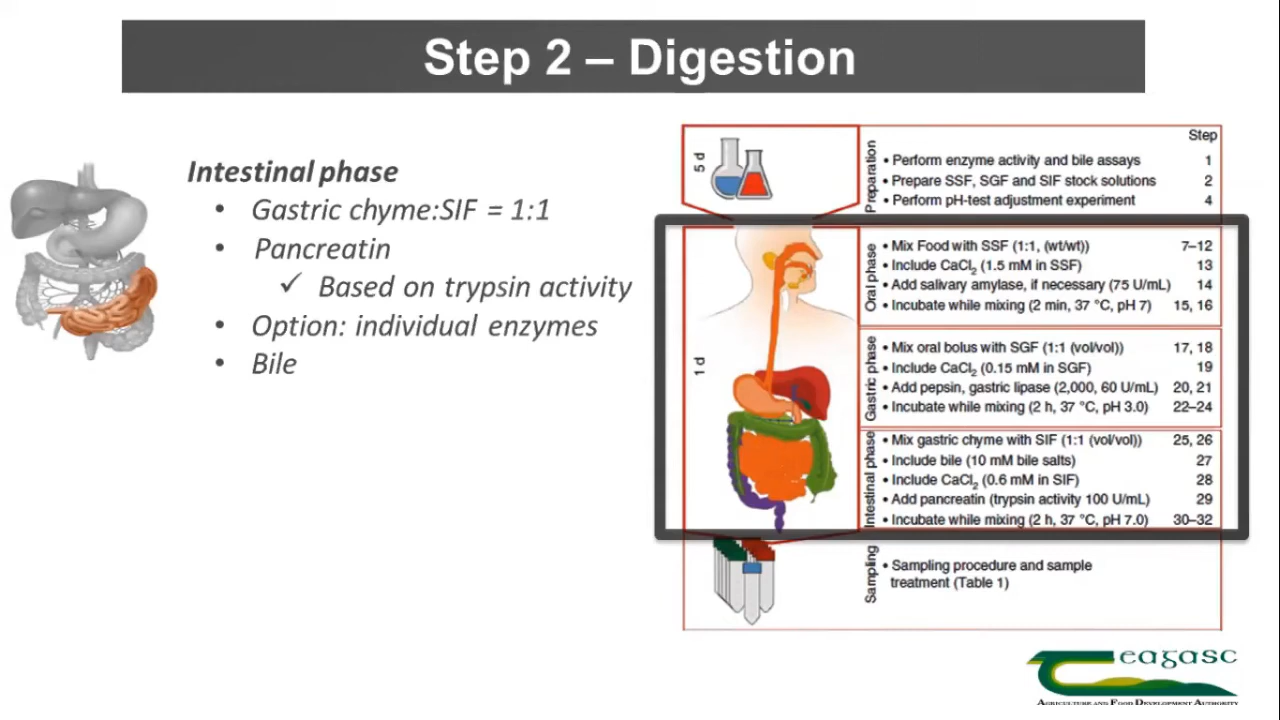 Step 2 – Digestion
Intestinal phase
• Gastric chyme:SIF = 1:1
• Pancreatin
✓ Based on trypsin activity
• Option: individual enzymes
• Bile
Step
5 d
Preparation
• Perform enzyme activity and bile assays 1
• Prepare SSF, SGF and SIF stock solutions 2
• Perform pH-test adjustment experiment 4
1 d
Oral phase
• Mix Food with SSF (1:1, (wt/wt)) 7–12
• Include CaCl₂ (1.5 mM in SSF) 13
• Add salivary amylase, if necessary (75 U/mL) 14
• Incubate while mixing (2 min, 37 °C, pH 7) 15, 16
Gastric phase
• Mix oral bolus with SGF (1:1 (vol/vol)) 17, 18
• Include CaCl₂ (0.15 mM in SGF) 19
• Add pepsin, gastric lipase (2,000, 60 U/mL) 20, 21
• Incubate while mixing (2 h, 37 °C, pH 3.0) 22–24
Intestinal phase
• Mix gastric chyme with SIF (1:1 (vol/vol)) 25, 26
• Include bile (10 mM bile salts) 27
• Include CaCl₂ (0.6 mM in SIF) 28
• Add pancreatin (trypsin activity 100 U/mL) 29
• Incubate while mixing (2 h, 37 °C, pH 7.0) 30–32
Sampling
• Sampling procedure and sample
treatment (Table 1)
Teagasc
Agriculture and Food Development Authority